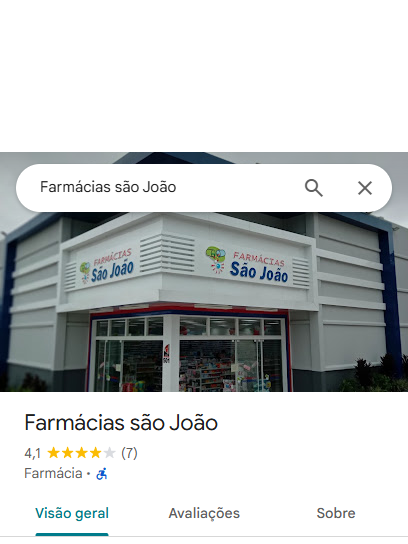 Farmácias são João
FARMÁCIAS
São João
FARMÁCIAS
São João
501
Farmácias são João
4,1 (7)
Farmácia ·
Visão geral
Avaliações
Sobre